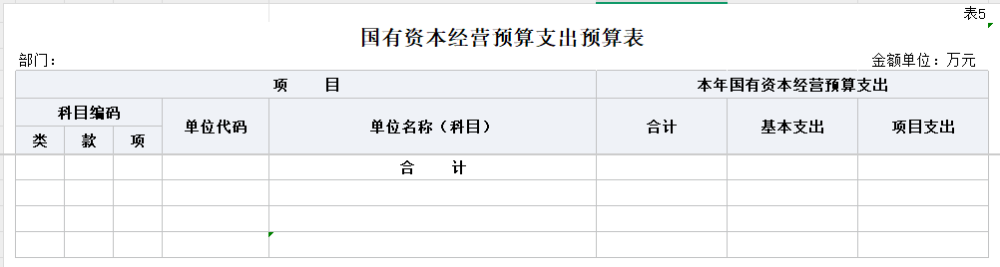 表5
国有资本经营预算支出预算表
部门：
金额单位：万元
项 目
本年国有资本经营预算支出
科目编码
单位代码
单位名称（科目）
合计
基本支出
项目支出
类
款
项
合 计